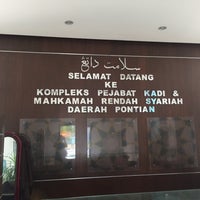 سلامت داتڠ
SELAMAT DATANG
KE
KOMPLEKS PEJABAT KADI &
MAHKAMAH RENDAH SYARIAH
DAERAH PONTIAN